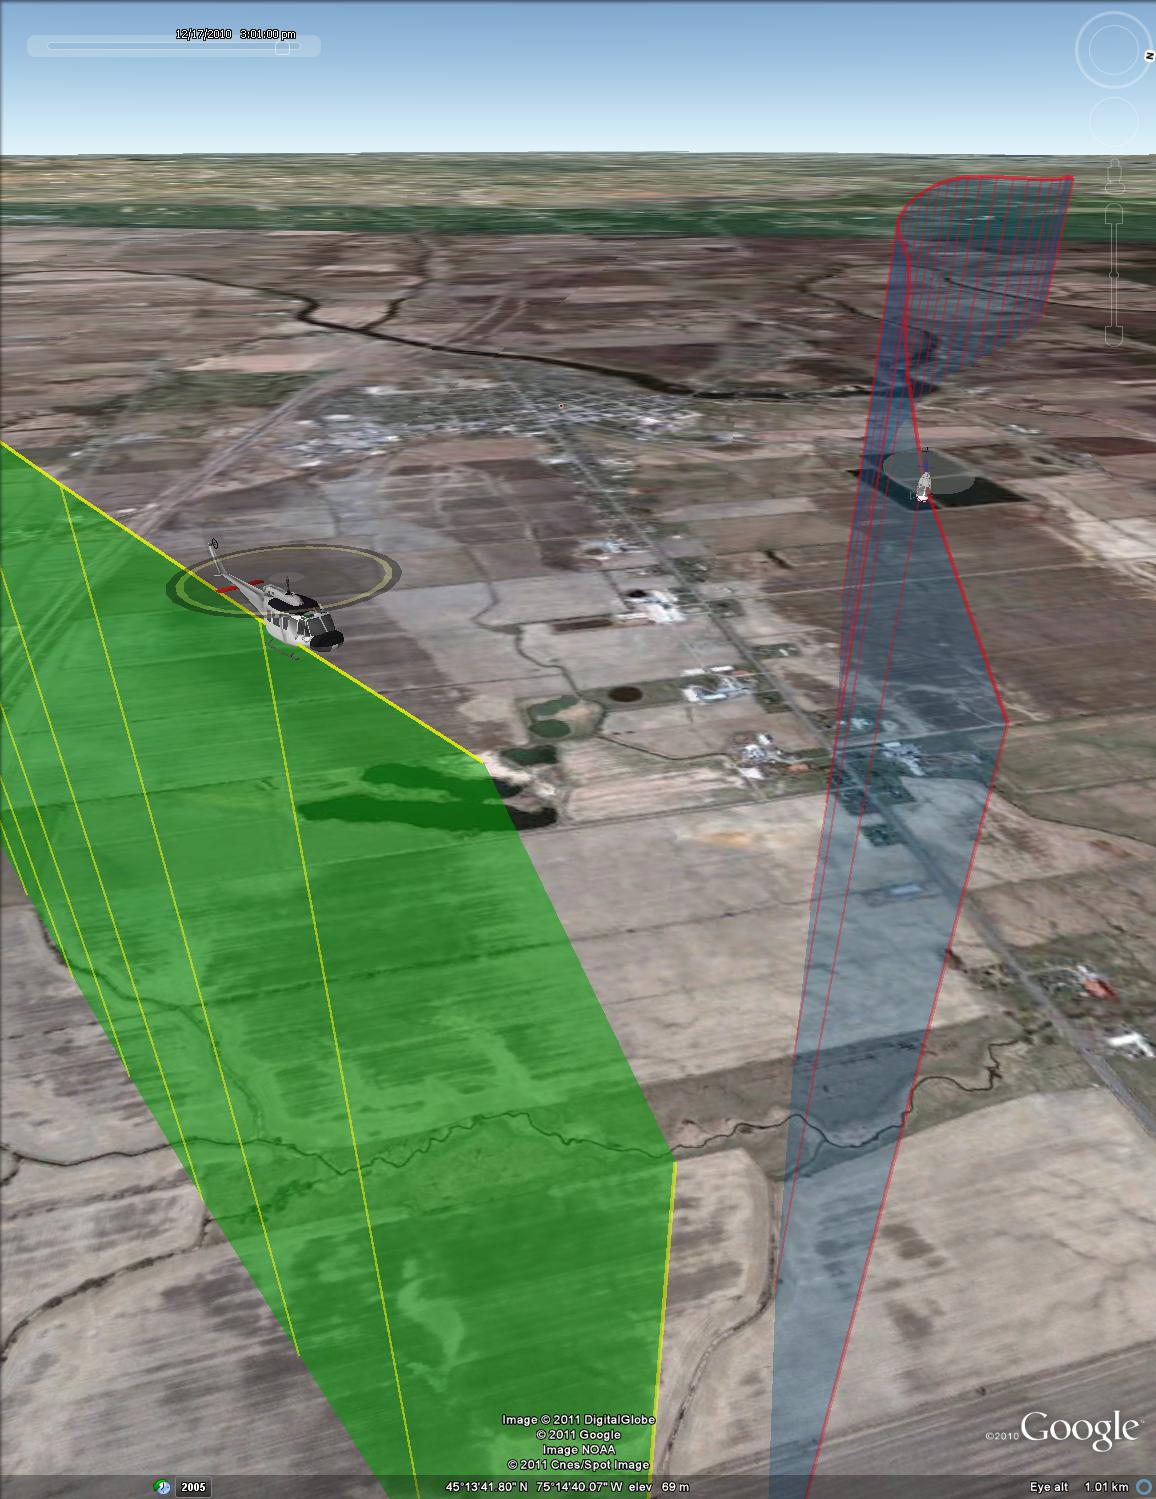 12/17/2010 3:01:00 pm
N
Image © 2011 DigitalGlobe
© 2011 Google
Image NOAA
© 2011 Cnes/Spot Image
©2010 Google™
2005
45°13'41.80" N 75°14'40.07" W elev 69 m
Eye alt 1.01 km